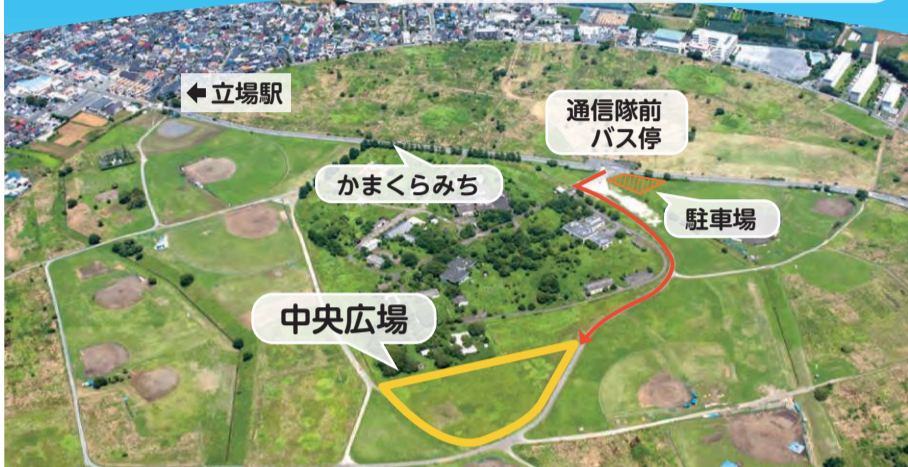 ←立場駅
通信隊前
バス停
かまくらみち
駐車場
中央広場